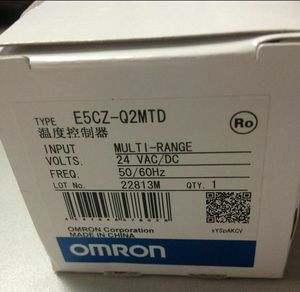 TYPE E5CZ-Q2MTD
温度控制器
INPUT MULTI-RANGE
VOLTS. 24 VAC/DC
FREQ. 50/60Hz
LOT No. 22813M QTY. 1
OMRON Corporation
MADE IN CHINA
OMRON
Ro